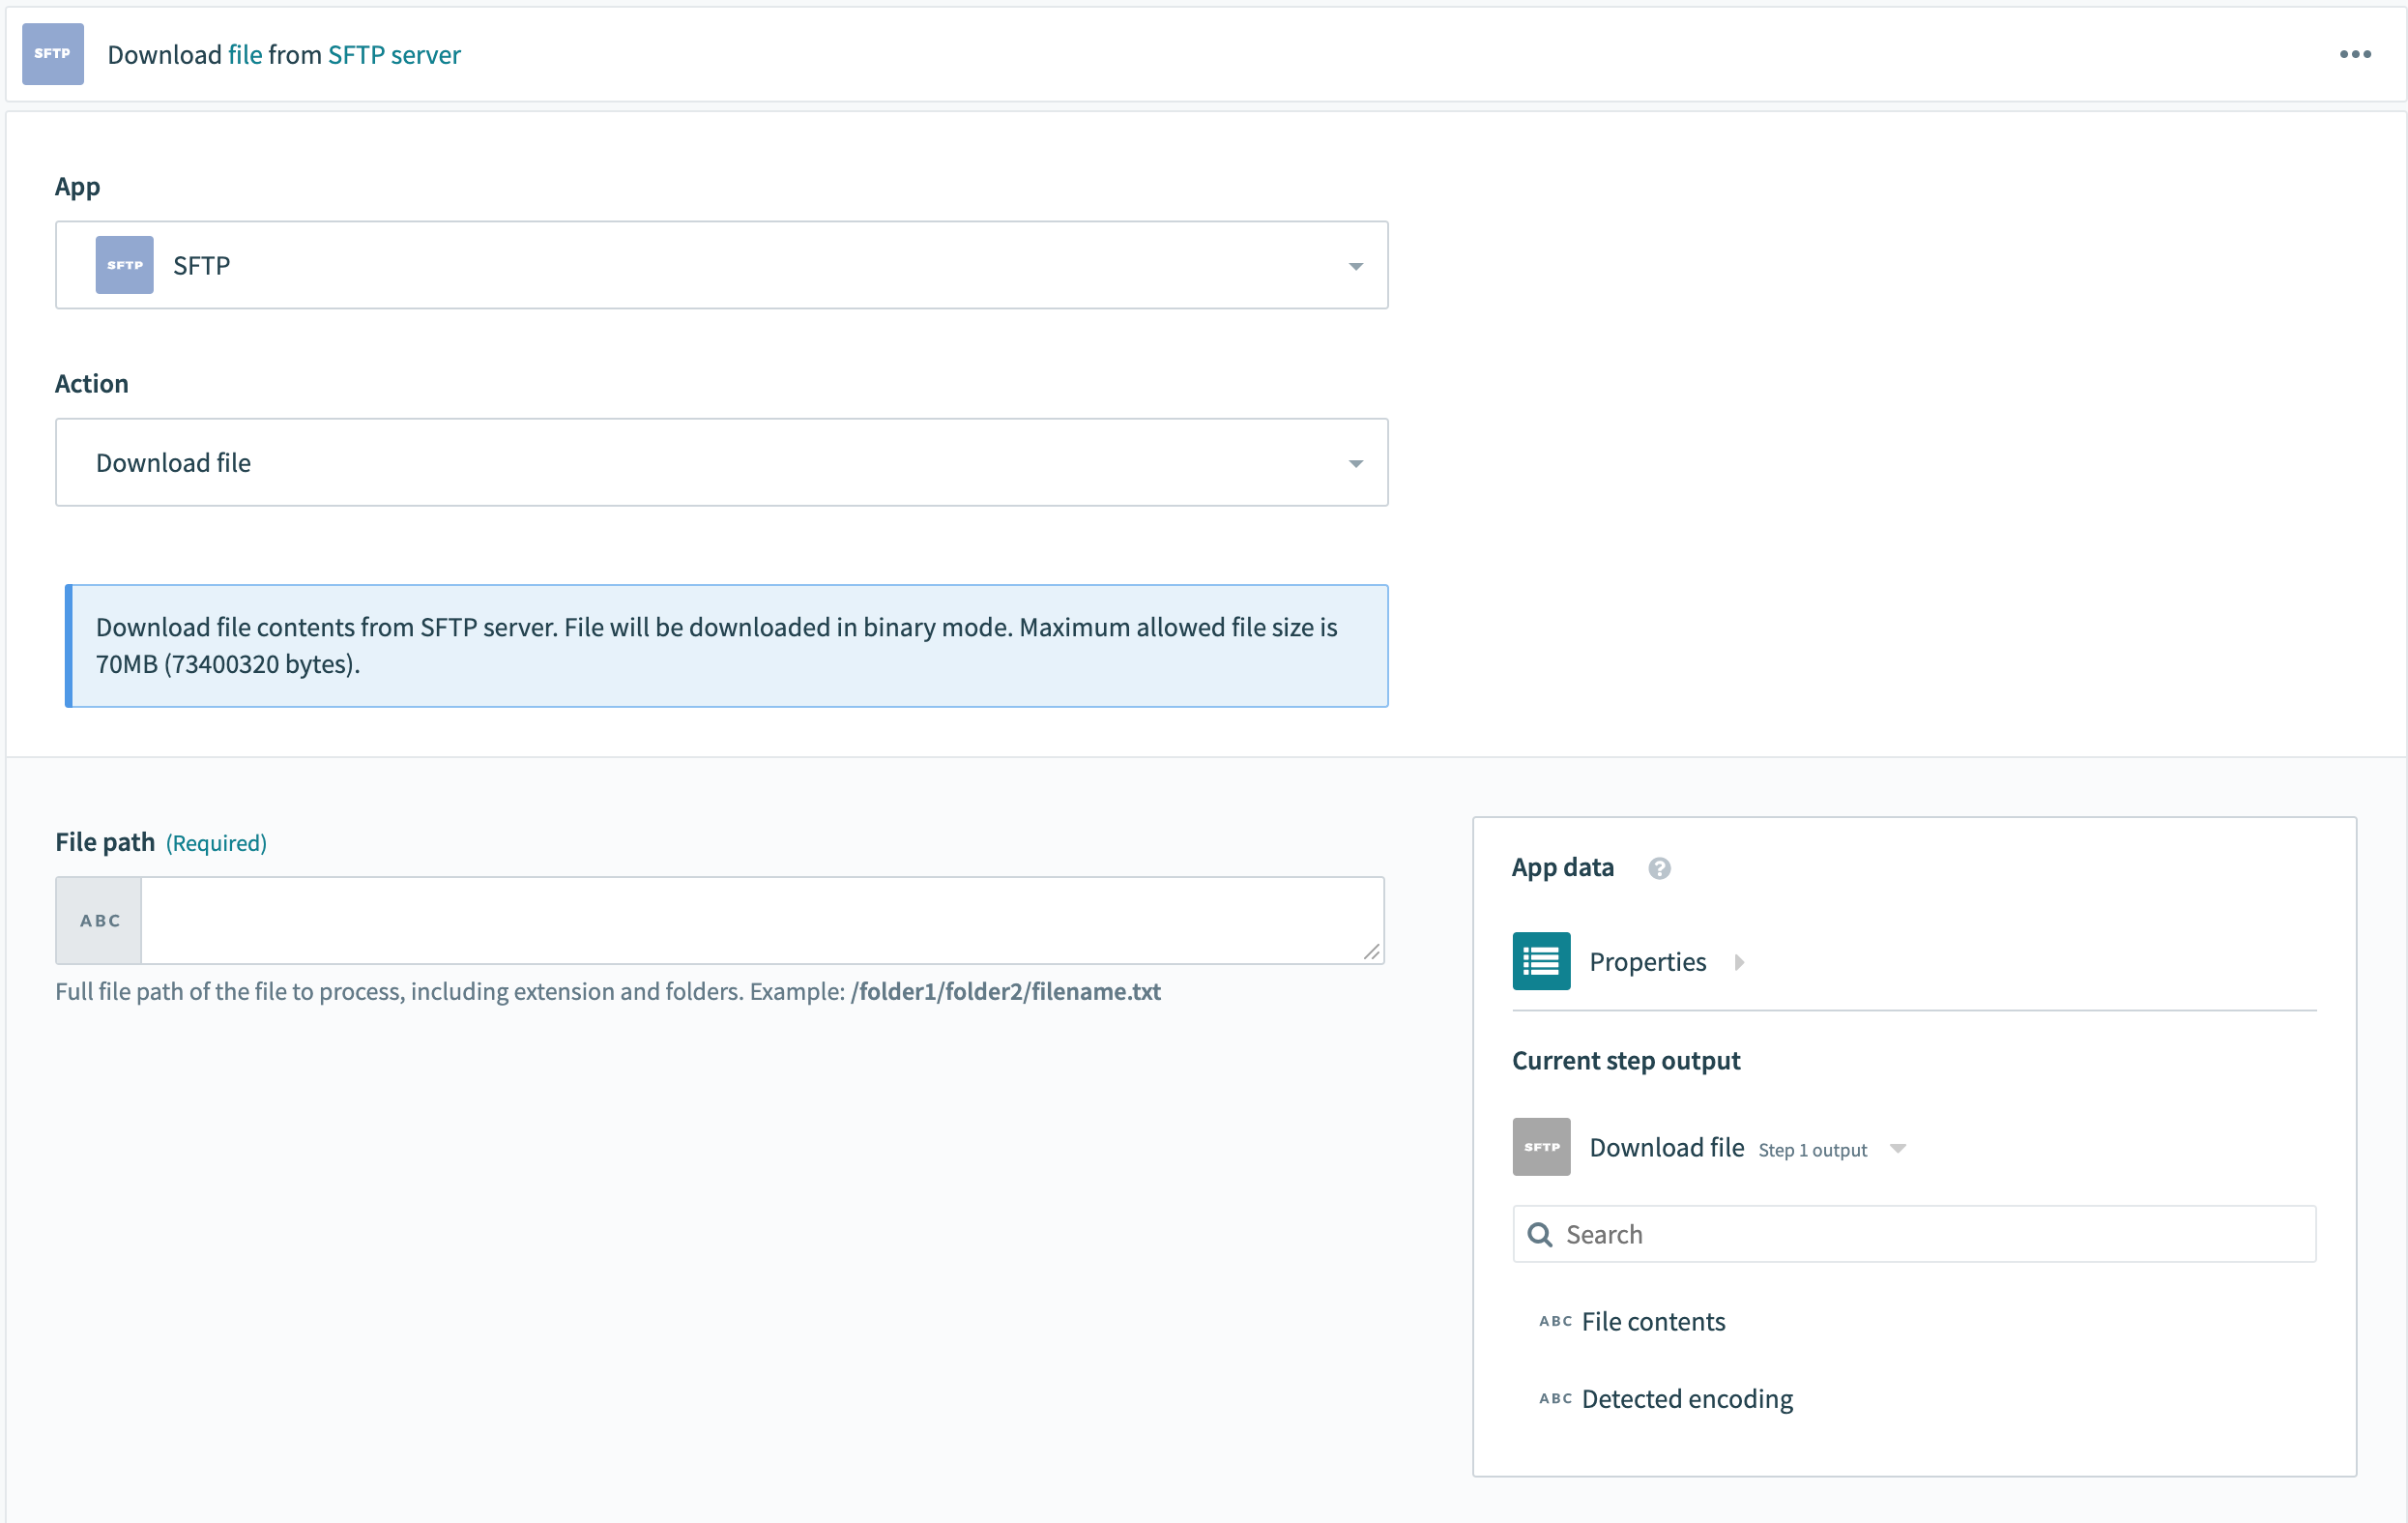 SFTP
Download file from SFTP server
App
SFTP
SFTP
Action
Download file
Download file contents from SFTP server. File will be downloaded in binary mode. Maximum allowed file size is
70MB (73400320 bytes).
File path (Required)
ABC
Full file path of the file to process, including extension and folders. Example: /folder1/folder2/filename.txt
App data ?
Properties
Current step output
SFTP
Download file Step 1 output
Search
ABC File contents
ABC Detected encoding